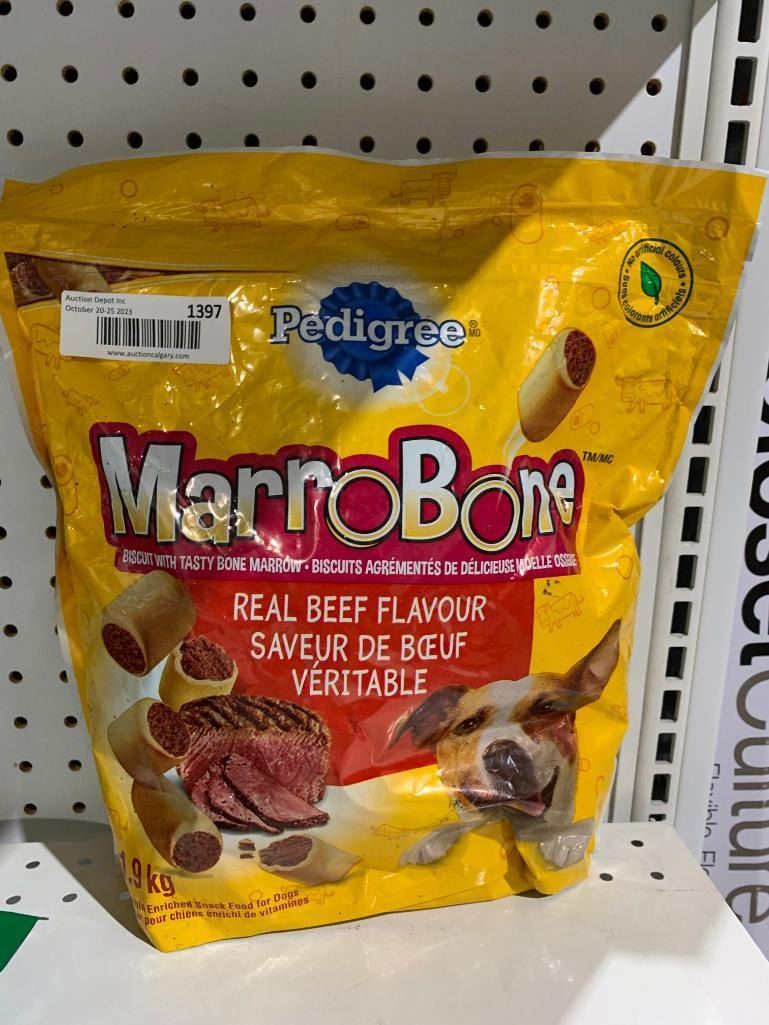 Auction Depot Inc
October 20-25 2023
1397
www.auctioncalgary.com
Pedigree MD
No artificial colours
Sans colorants artificiels
MarroBone TM/MC
BISCUIT WITH TASTY BONE MARROW • BISCUITS AGRÉMENTÉS DE DÉLICIEUSE MOELLE
REAL BEEF FLAVOUR
SAVEUR DE BŒUF
VÉRITABLE
1.9 kg
Enriched Snack Food for Dogs
pour chiens enrichi de vitamines
Culture